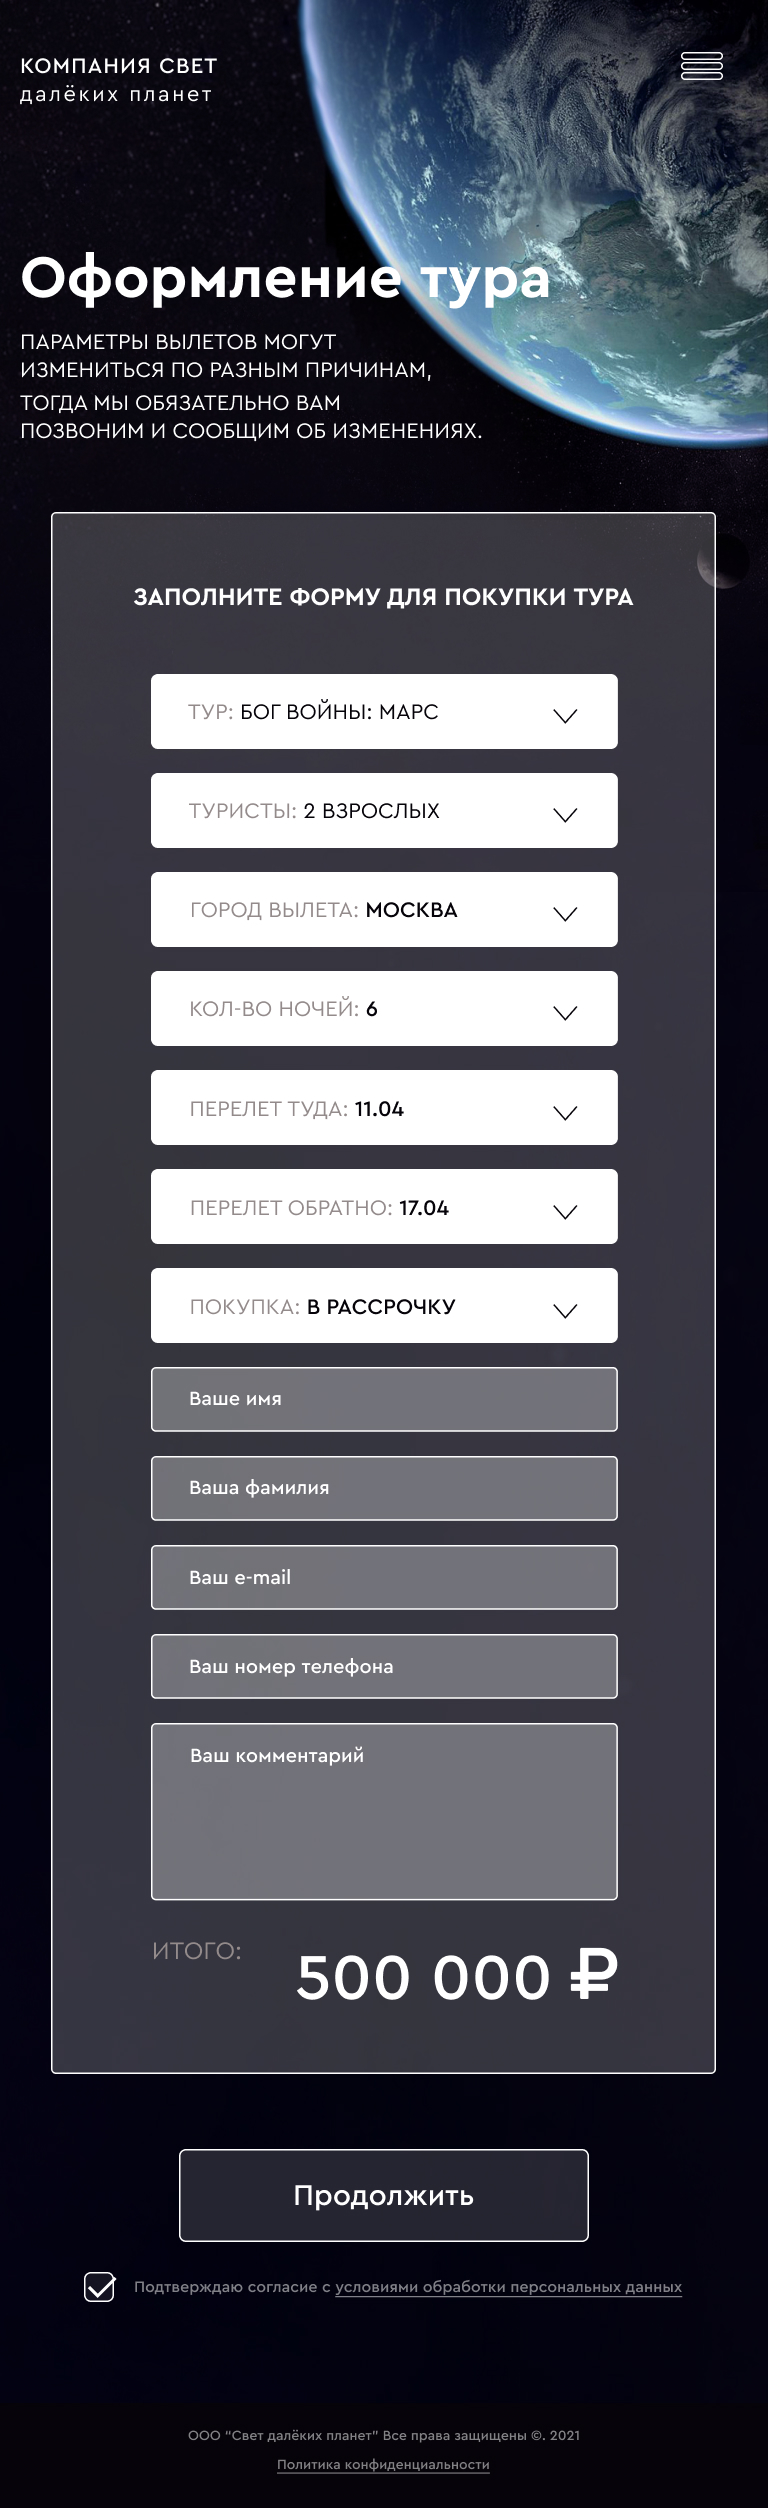 КОМПАНИЯ СВЕТ
далёких планет
Оформление тура
ПАРАМЕТРЫ ВЫЛЕТОВ МОГУТ
ИЗМЕНИТЬСЯ ПО РАЗНЫМ ПРИЧИНАМ,
ТОГДА МЫ ОБЯЗАТЕЛЬНО ВАМ
ПОЗВОНИМ И СООБЩИМ ОБ ИЗМЕНЕНИЯХ.
ЗАПОЛНИТЕ ФОРМУ ДЛЯ ПОКУПКИ ТУРА
ТУР: БОГ ВОЙНЫ: МАРС
ТУРИСТЫ: 2 ВЗРОСЛЫХ
ГОРОД ВЫЛЕТА: МОСКВА
КОЛ-ВО НОЧЕЙ: 6
ПЕРЕЛЕТ ТУДА: 11.04
ПЕРЕЛЕТ ОБРАТНО: 17.04
ПОКУПКА: В РАССРОЧКУ
Ваше имя
Ваша фамилия
Ваш e-mail
Ваш номер телефона
Ваш комментарий
ИТОГО:
500 000 ₽
Продолжить
Подтверждаю согласие с условиями обработки персональных данных
ООО “Свет далёких планет” Все права защищены ©. 2021
Политика конфиденциальности